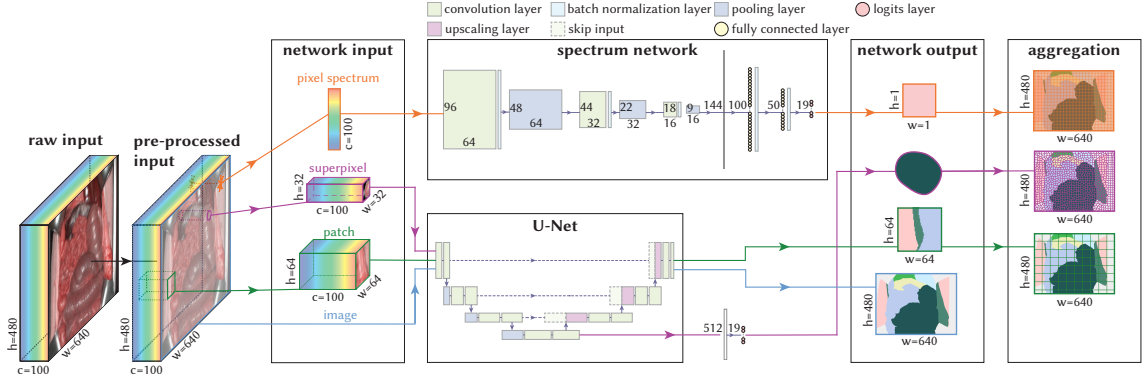 convolution layer
batch normalization layer
pooling layer
logits layer
upscaling layer
skip input
fully connected layer
network input
spectrum network
network output
aggregation
pixel spectrum
c=100
96
64
48
64
44
32
22
32
18
16
9
16
144
100
50
19
h=1
w=1
h=480
w=640
raw input
pre-processed
input
superpixel
h=32
c=100
w=32
h=480
w=640
U-Net
patch
h=64
c=100
w=64
h=64
w=64
h=480
w=640
image
512
19
h=480
w=640
h=480
w=640
c=100
h=480
w=640
c=100